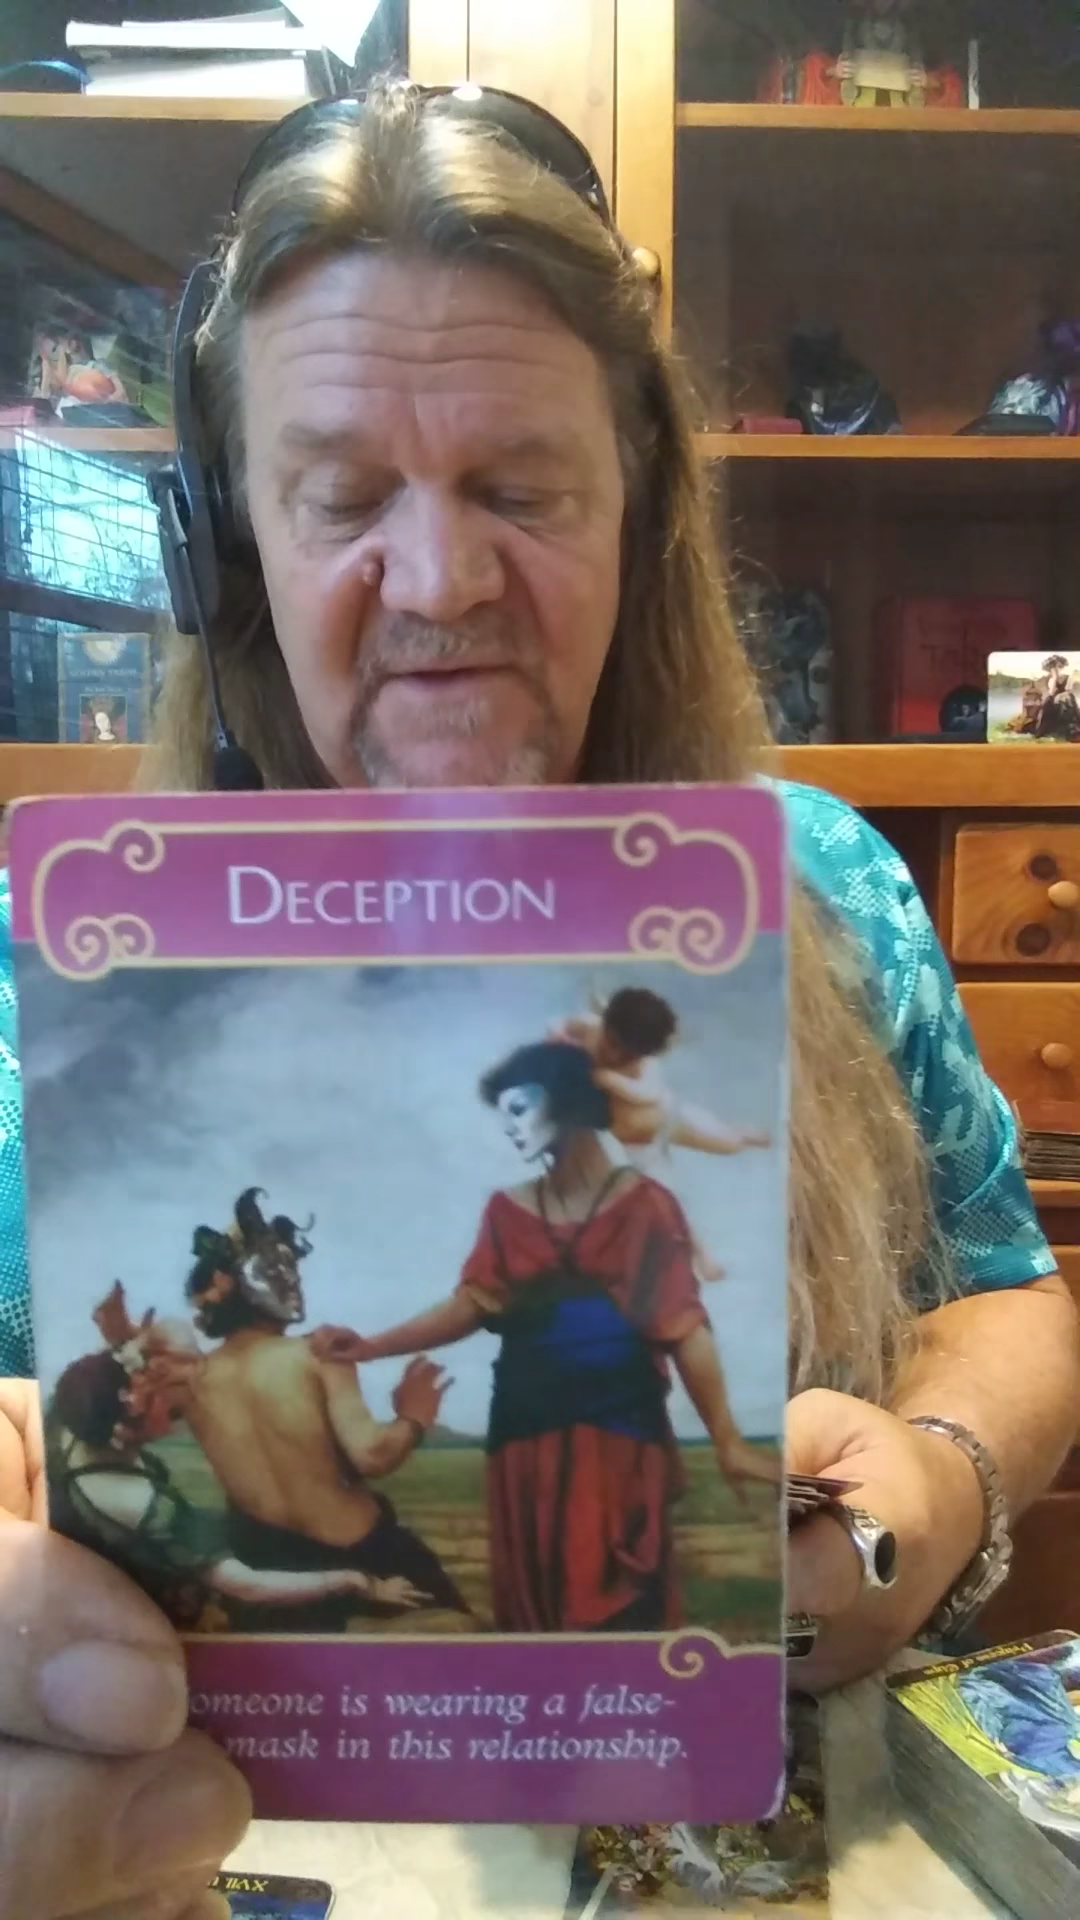 DECEPTION
omeone is wearing a false-
mask in this relationship.